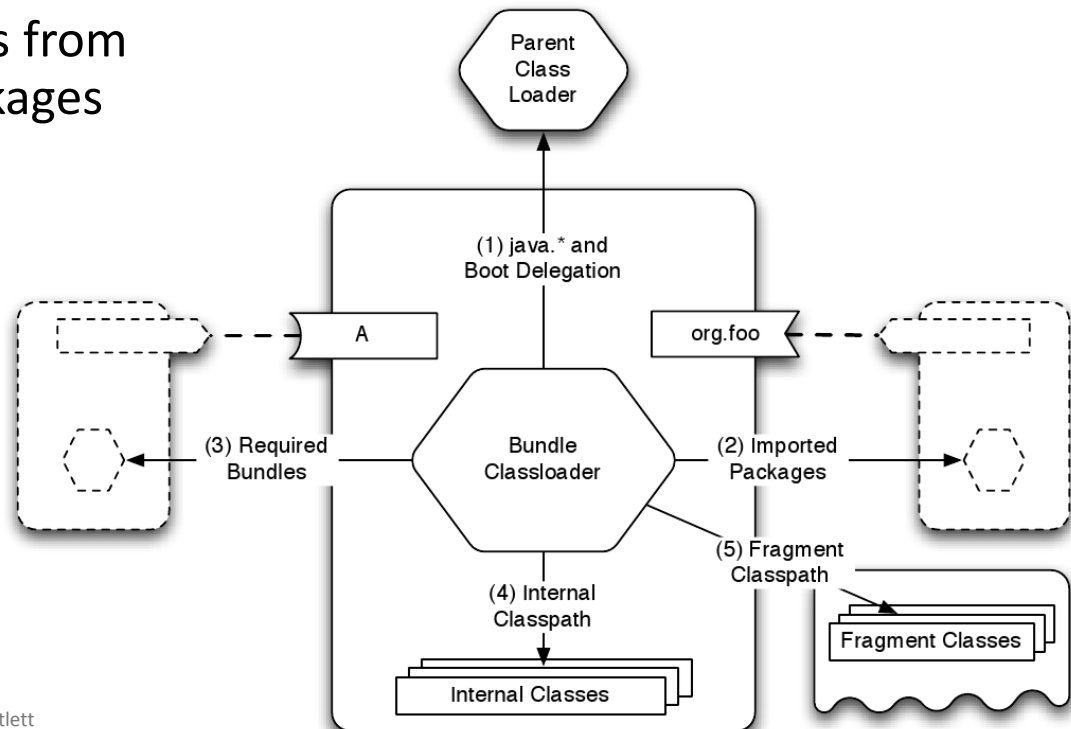 s from
kages
Parent
Class
Loader
(1) java.* and
Boot Delegation
A
org.foo
(3) Required
Bundles
Bundle
Classloader
(2) Imported
Packages
(5) Fragment
Classpath
(4) Internal
Classpath
Fragment Classes
Internal Classes
tlett